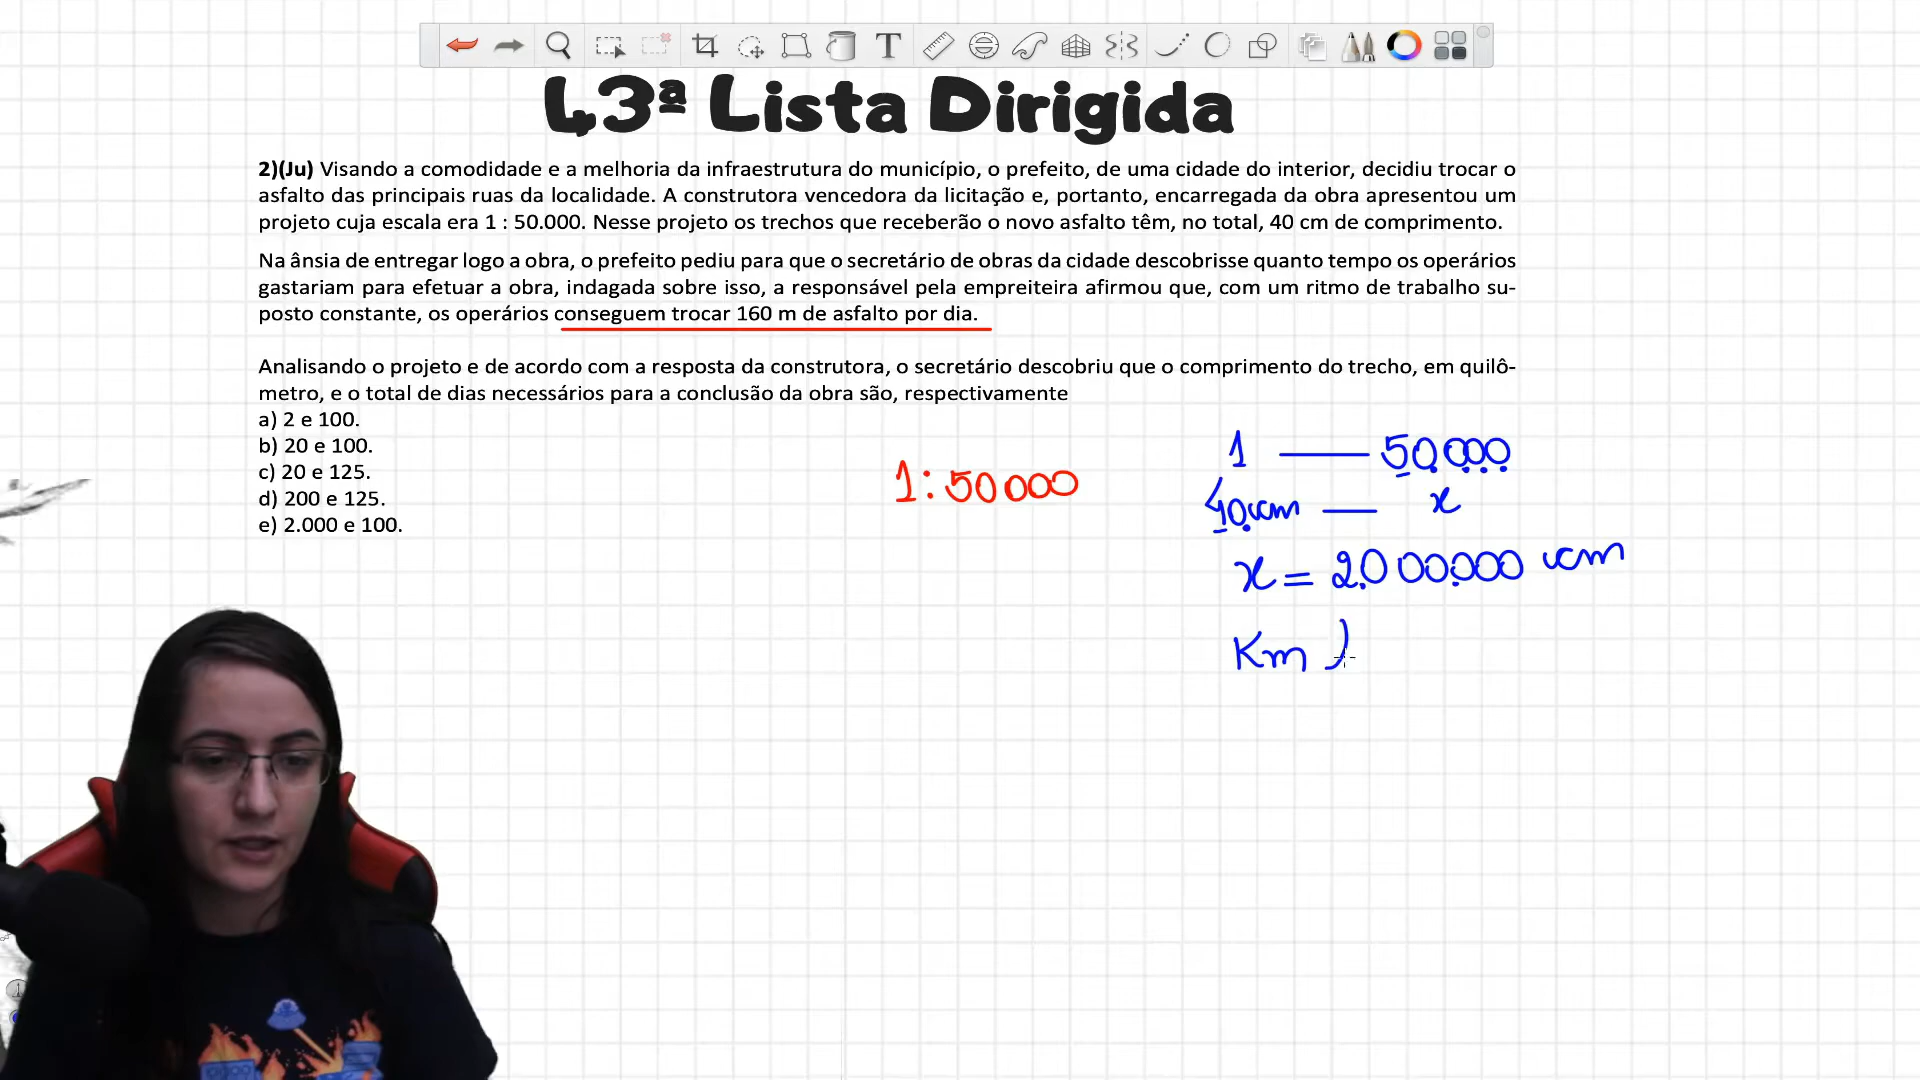 43ª Lista Dirigida
2)(Ju) Visando a comodidade e a melhoria da infraestrutura do município, o prefeito, de uma cidade do interior, decidiu trocar o
asfalto das principais ruas da localidade. A construtora vencedora da licitação e, portanto, encarregada da obra apresentou um
projeto cuja escala era 1 : 50.000. Nesse projeto os trechos que receberão o novo asfalto têm, no total, 40 cm de comprimento.
Na ânsia de entregar logo a obra, o prefeito pediu para que o secretário de obras da cidade descobrisse quanto tempo os operários
gastariam para efetuar a obra, indagada sobre isso, a responsável pela empreiteira afirmou que, com um ritmo de trabalho su-
posto constante, os operários conseguem trocar 160 m de asfalto por dia.
Analisando o projeto e de acordo com a resposta da construtora, o secretário descobriu que o comprimento do trecho, em quilô-
metro, e o total de dias necessários para a conclusão da obra são, respectivamente
a) 2 e 100.
b) 20 e 100.
c) 20 e 125.
d) 200 e 125.
e) 2.000 e 100.
1:50000
1 — 50.000
40cm — x
x = 2.000.000 cm
Km )